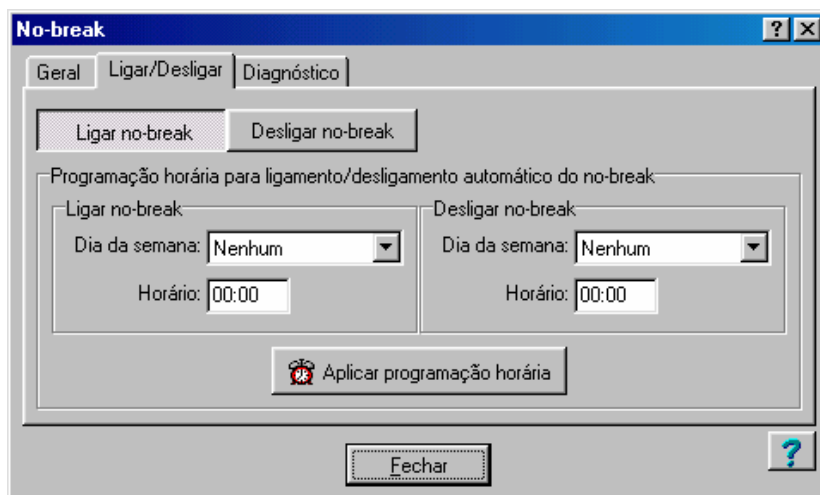 No-break
Geral Ligar/Desligar Diagnóstico
Ligar no-break Desligar no-break
Programação horária para ligamento/desligamento automático do no-break
Ligar no-break Desligar no-break
Dia da semana: Nenhum Dia da semana: Nenhum
Horário: 00:00 Horário: 00:00
Aplicar programação horária
Fechar